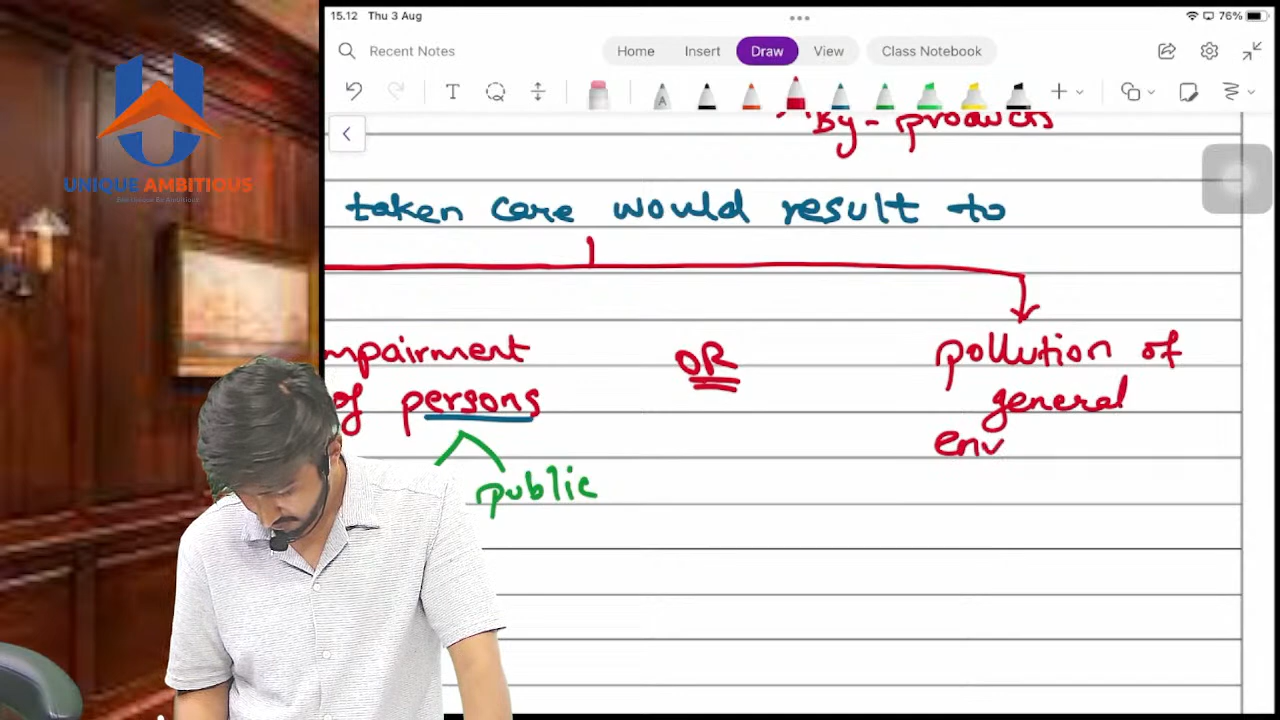 15.12 Thu 3 Aug
76%
Recent Notes
Home Insert Draw View Class Notebook
T
A
By-products
taken care would result to
mpairment OR pollution of
of persons general
env
public
UNIQUE AMBITIOUS